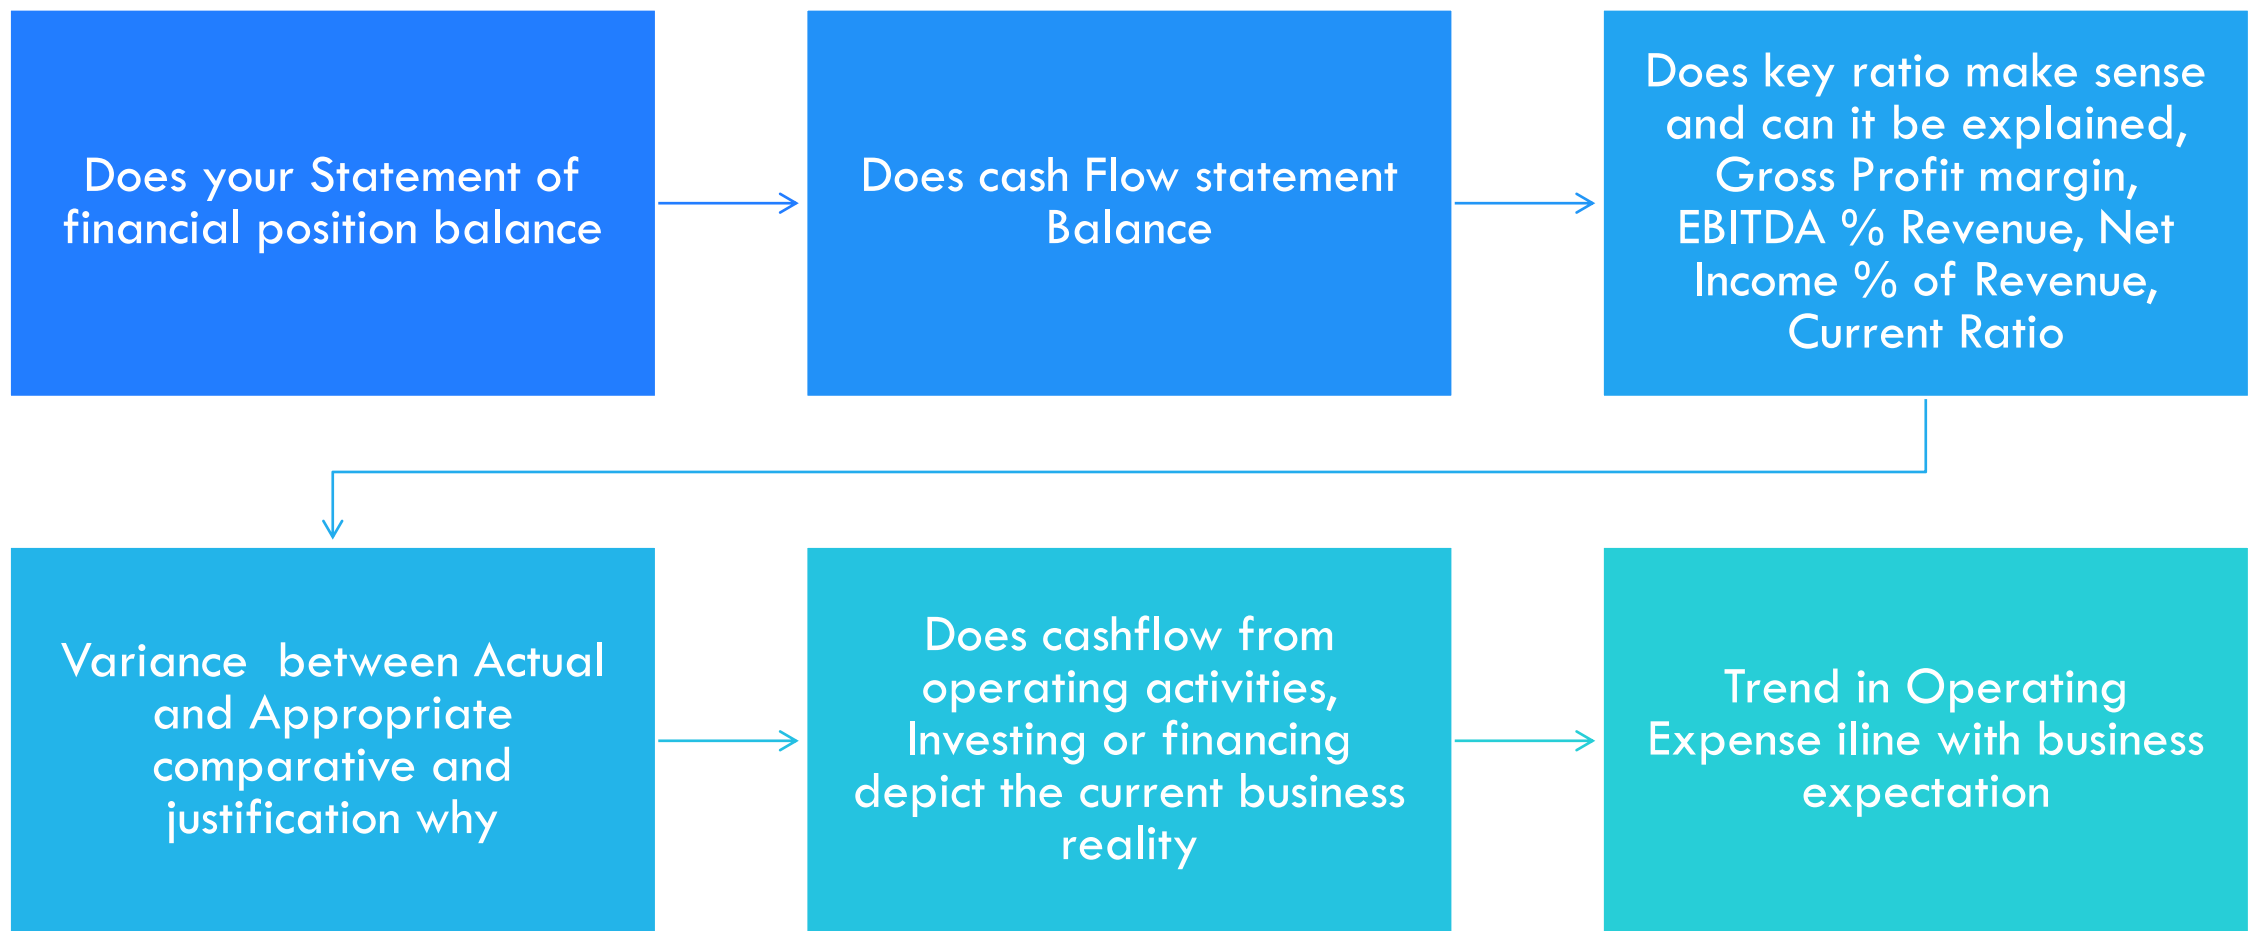 Does your Statement of
financial position balance
Does cash Flow statement
Balance
Does key ratio make sense
and can it be explained,
Gross Profit margin,
EBITDA % Revenue, Net
Income % of Revenue,
Current Ratio
Variance  between Actual
and Appropriate
comparative and
justification why
Does cashflow from
operating activities,
Investing or financing
depict the current business
reality
Trend in Operating
Expense iline with business
expectation